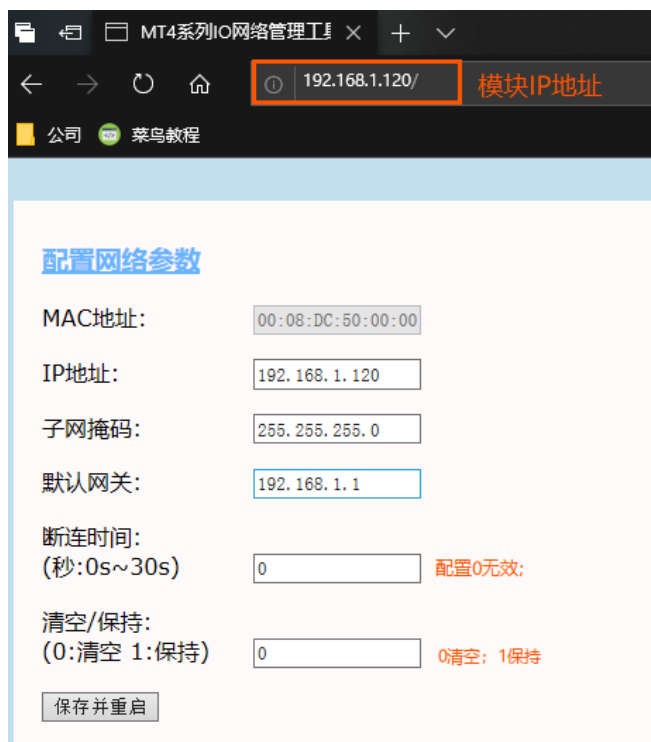 MT4系列IO网络管理工具
192.168.1.120/ 模块IP地址
公司 菜鸟教程
配置网络参数
MAC地址: 00:08:DC:50:00:00
IP地址: 192.168.1.120
子网掩码: 255.255.255.0
默认网关: 192.168.1.1
断连时间:
(秒:0s~30s) 0 配置0无效;
清空/保持:
(0:清空 1:保持) 0 0清空; 1保持
保存并重启